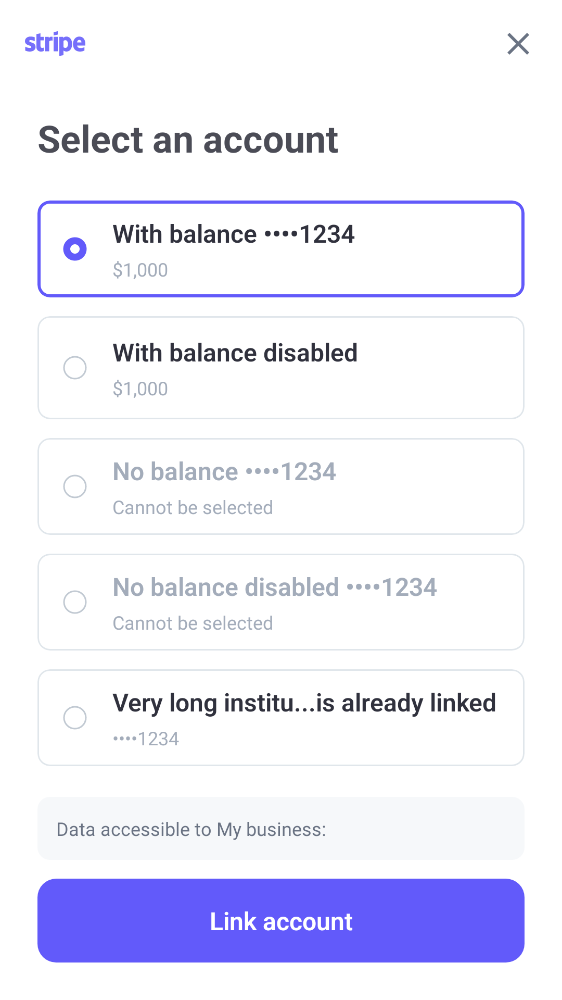 stripe
Select an account
With balance ••••1234
$1,000
With balance disabled
$1,000
No balance ••••1234
Cannot be selected
No balance disabled ••••1234
Cannot be selected
Very long institu...is already linked
••••1234
Data accessible to My business:
Link account